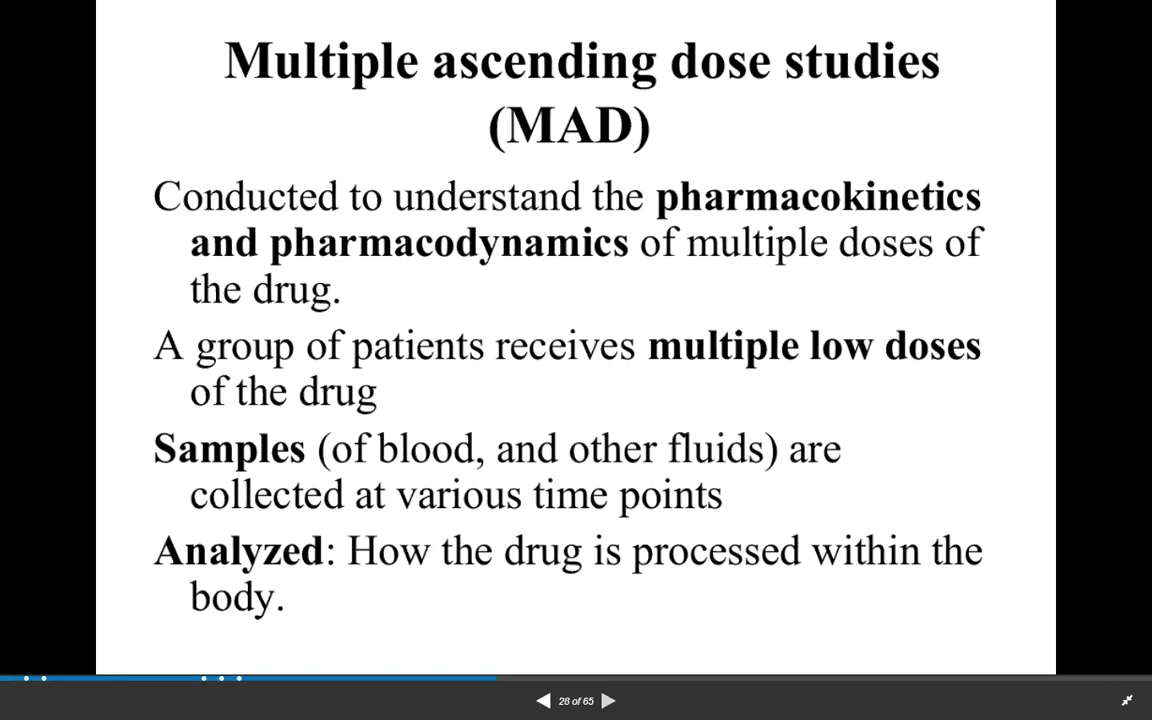 Multiple ascending dose studies
(MAD)
Conducted to understand the pharmacokinetics
and pharmacodynamics of multiple doses of
the drug.
A group of patients receives multiple low doses
of the drug
Samples (of blood, and other fluids) are
collected at various time points
Analyzed: How the drug is processed within the
body.
28 of 65